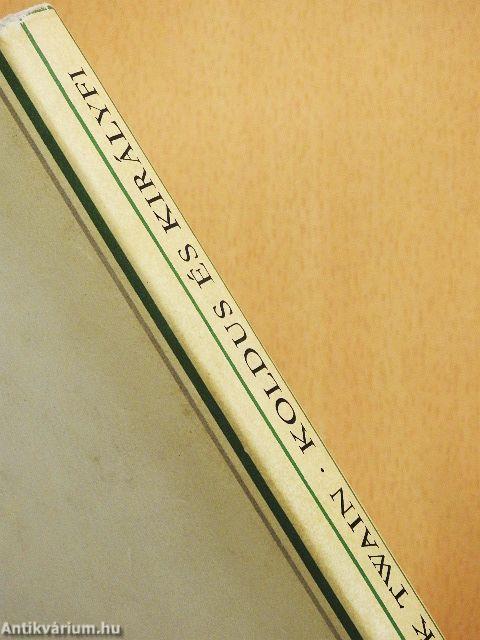 K TWAIN · KOLDUS ÉS KIRÁLYFI
Antikvárium.hu